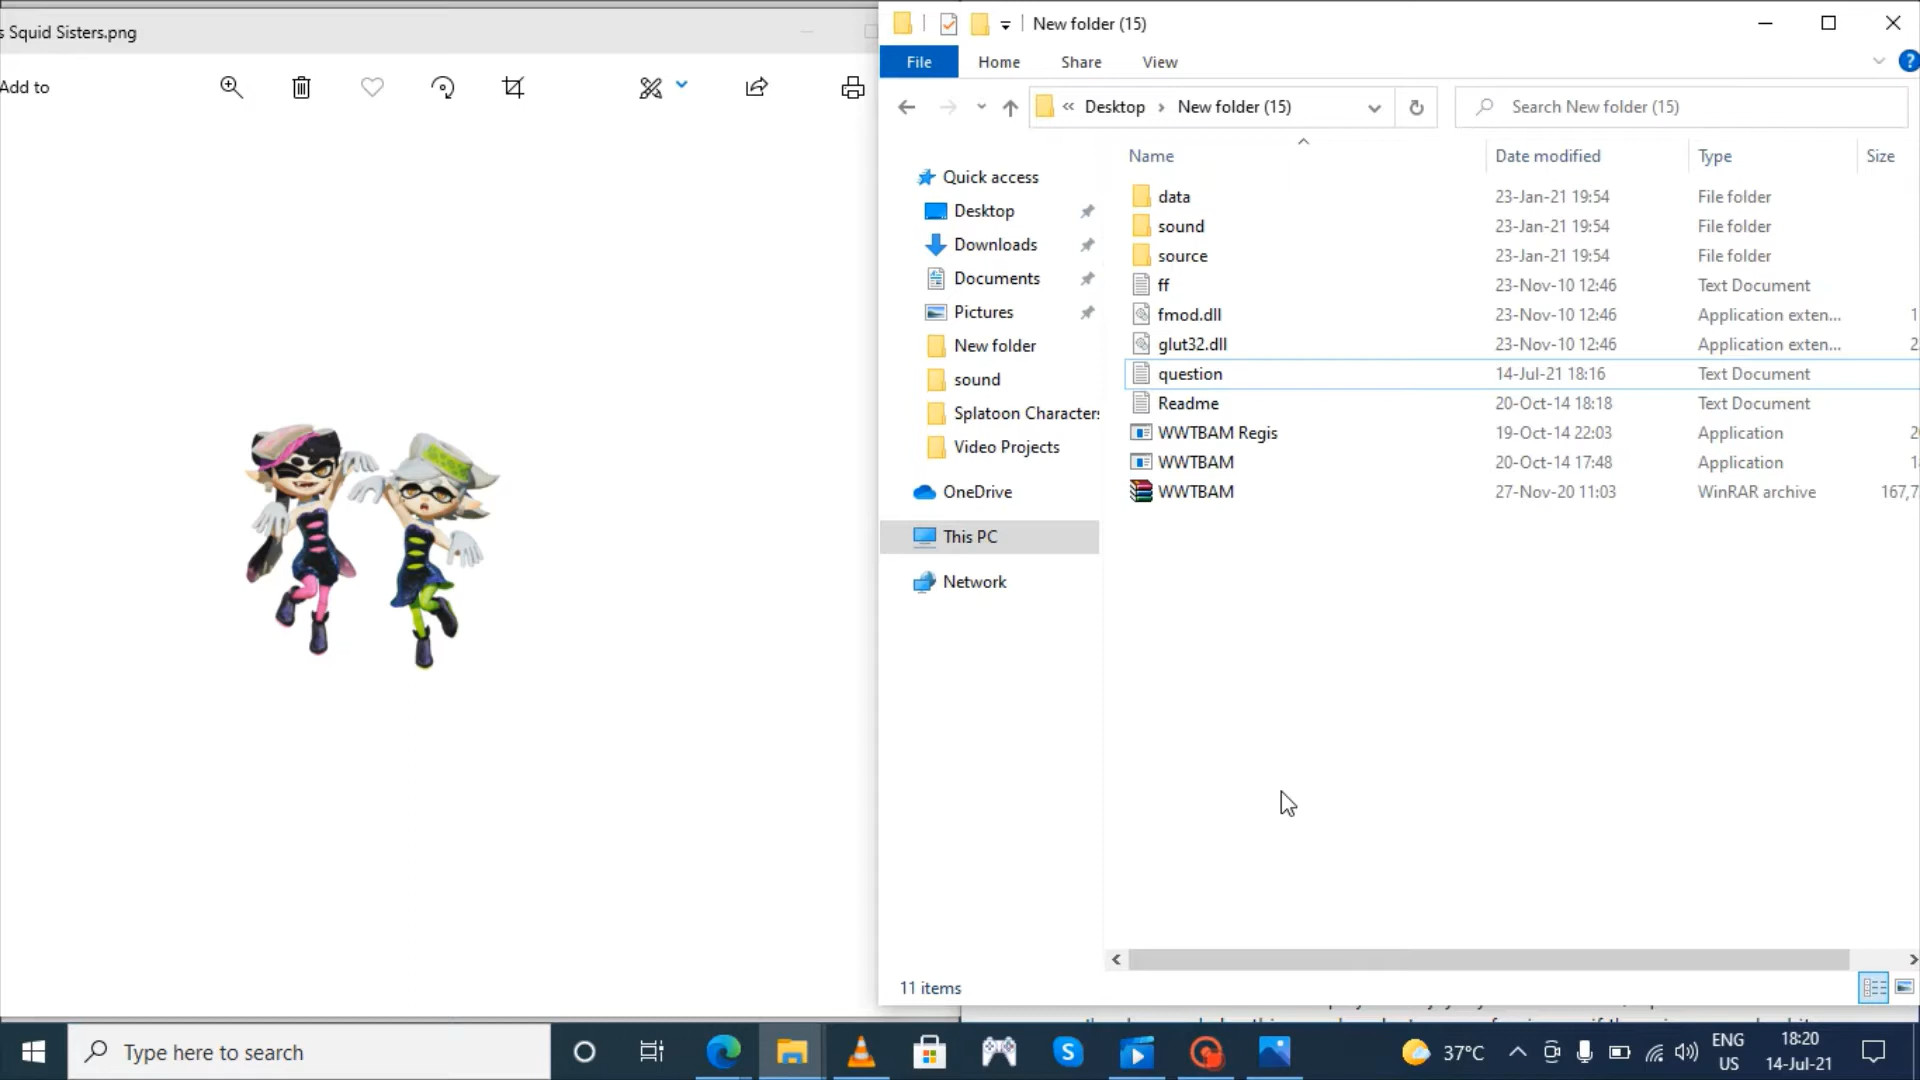 s Squid Sisters.png
Add to
New folder (15)
File
Home
Share
View
?
« Desktop › New folder (15)
Search New folder (15)
Name
Date modified
Type
Size
Quick access
Desktop
Downloads
Documents
Pictures
New folder
sound
Splatoon Characters
Video Projects
OneDrive
This PC
Network
data 23-Jan-21 19:54 File folder
sound 23-Jan-21 19:54 File folder
source 23-Jan-21 19:54 File folder
ff 23-Nov-10 12:46 Text Document
fmod.dll 23-Nov-10 12:46 Application exten... 1
glut32.dll 23-Nov-10 12:46 Application exten... 2
question 14-Jul-21 18:16 Text Document
Readme 20-Oct-14 18:18 Text Document
WWTBAM Regis 19-Oct-14 22:03 Application 2
WWTBAM 20-Oct-14 17:48 Application 1
WWTBAM 27-Nov-20 11:03 WinRAR archive 167,7
11 items
Type here to search
37°C
ENG
US
18:20
14-Jul-21